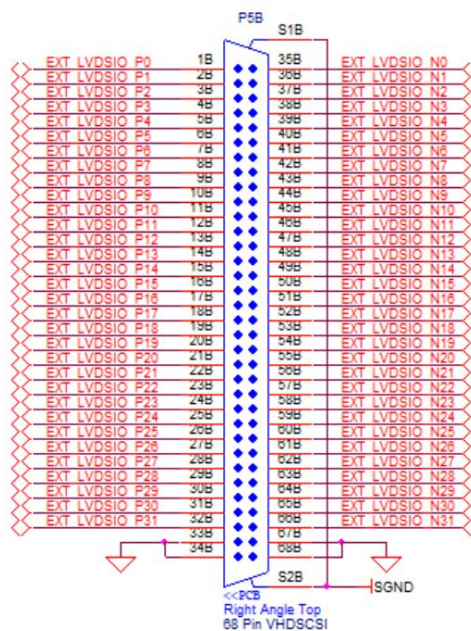 P5B
S1B
EXT LVDSIO P0 1B 35B EXT LVDSIO N0
EXT LVDSIO P1 2B 36B EXT LVDSIO N1
EXT LVDSIO P2 3B 37B EXT LVDSIO N2
EXT LVDSIO P3 4B 38B EXT LVDSIO N3
EXT LVDSIO P4 5B 39B EXT LVDSIO N4
EXT LVDSIO P5 6B 40B EXT LVDSIO N5
EXT LVDSIO P6 7B 41B EXT LVDSIO N6
EXT LVDSIO P7 8B 42B EXT LVDSIO N7
EXT LVDSIO P8 9B 43B EXT LVDSIO N8
EXT LVDSIO P9 10B 44B EXT LVDSIO N9
EXT LVDSIO P10 11B 45B EXT LVDSIO N10
EXT LVDSIO P11 12B 46B EXT LVDSIO N11
EXT LVDSIO P12 13B 47B EXT LVDSIO N12
EXT LVDSIO P13 14B 48B EXT LVDSIO N13
EXT LVDSIO P14 15B 49B EXT LVDSIO N14
EXT LVDSIO P15 16B 50B EXT LVDSIO N15
EXT LVDSIO P16 17B 51B EXT LVDSIO N16
EXT LVDSIO P17 18B 52B EXT LVDSIO N17
EXT LVDSIO P18 19B 53B EXT LVDSIO N18
EXT LVDSIO P19 20B 54B EXT LVDSIO N19
EXT LVDSIO P20 21B 55B EXT LVDSIO N20
EXT LVDSIO P21 22B 56B EXT LVDSIO N21
EXT LVDSIO P22 23B 57B EXT LVDSIO N22
EXT LVDSIO P23 24B 58B EXT LVDSIO N23
EXT LVDSIO P24 25B 59B EXT LVDSIO N24
EXT LVDSIO P25 26B 60B EXT LVDSIO N25
EXT LVDSIO P26 27B 61B EXT LVDSIO N26
EXT LVDSIO P27 28B 62B EXT LVDSIO N27
EXT LVDSIO P28 29B 63B EXT LVDSIO N28
EXT LVDSIO P29 30B 64B EXT LVDSIO N29
EXT LVDSIO P30 31B 65B EXT LVDSIO N30
EXT LVDSIO P31 32B 66B EXT LVDSIO N31
33B 67B
34B 68B
S2B
SGND
<<PCB
Right Angle Top
68 Pin VHDSCSI